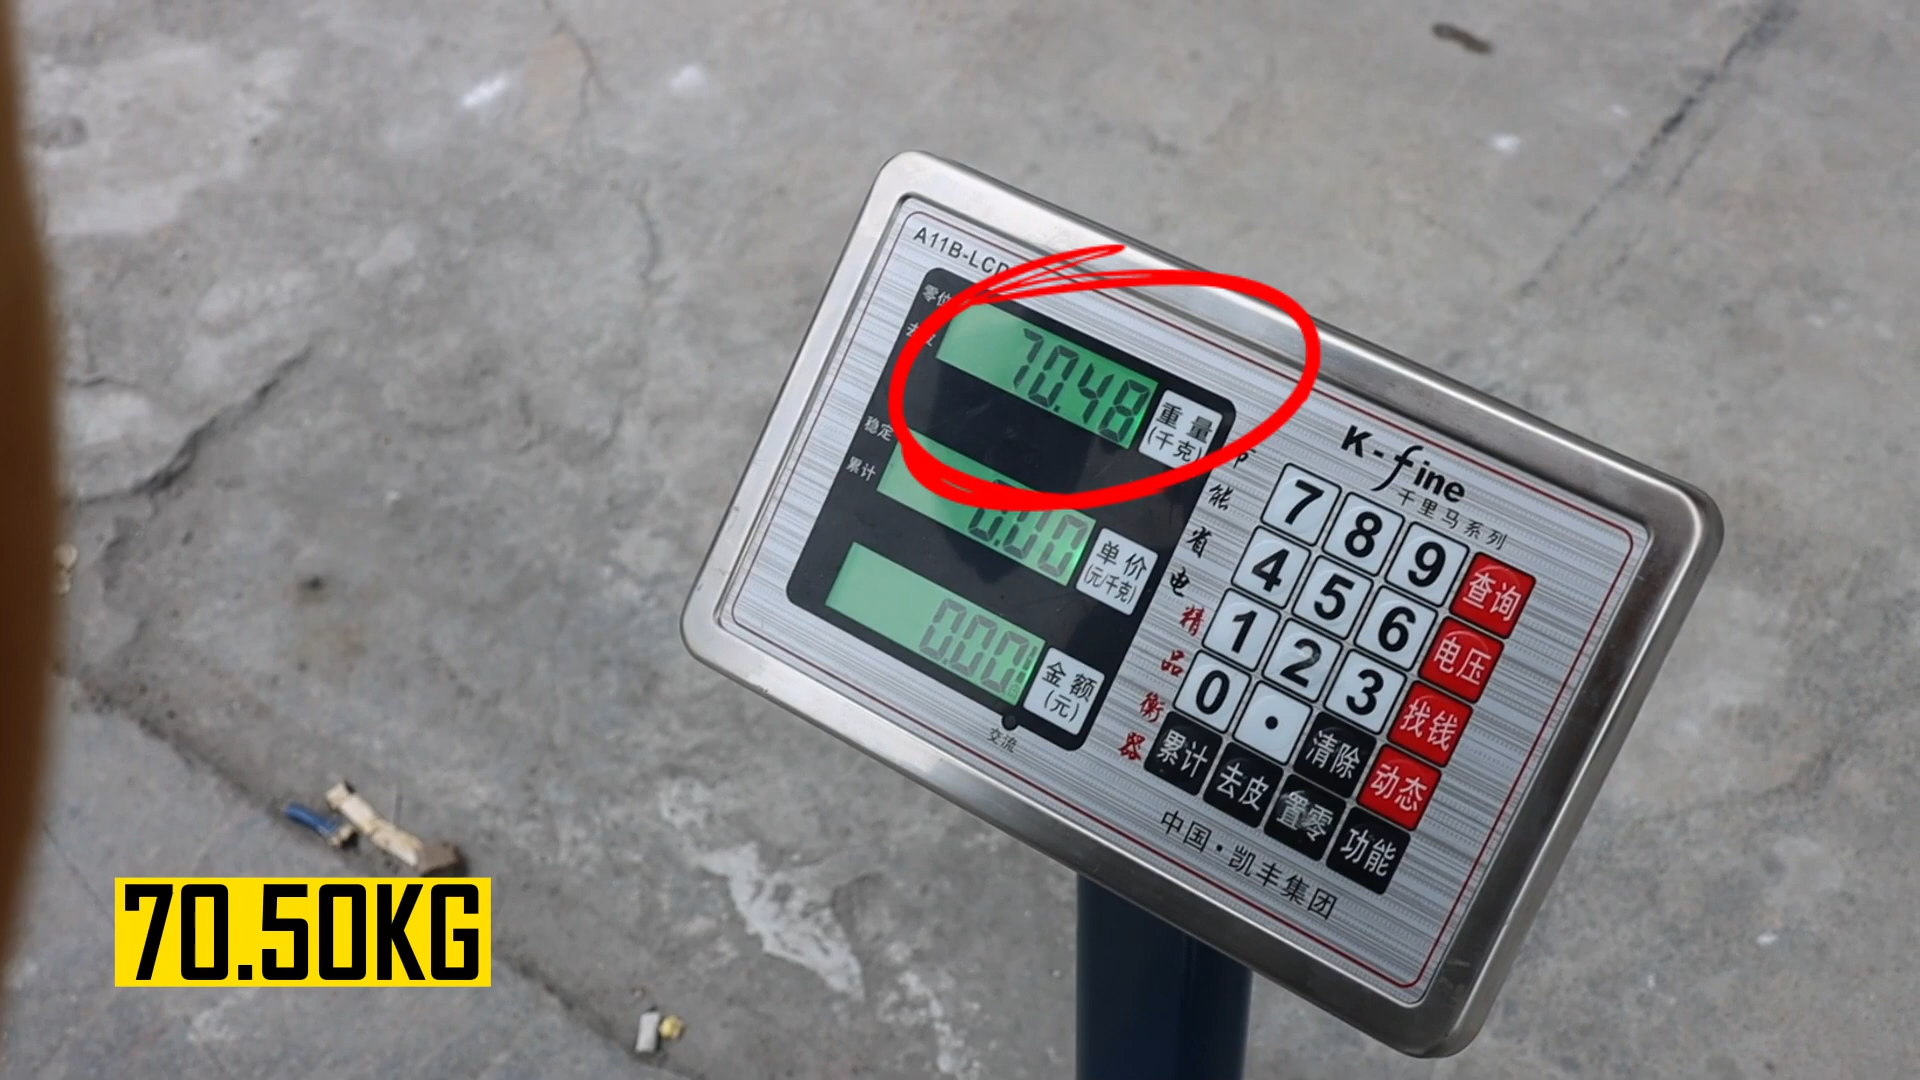 A11B-LCD
零位
70.48
重量
(千克)
稳定
累计
0.00
单价
(元/千克)
0.00
金额
(元)
交流
K-fine
千里马系列
能省电
精品衡器
7 8 9 查询
4 5 6 电压
1 2 3 找钱
0 . 清除 动态
累计 去皮 置零 功能
中国·凯丰集团
70.50KG